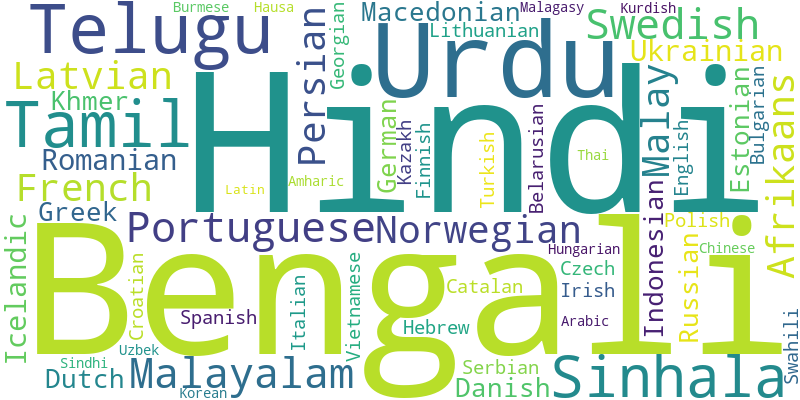 Burmese
Hausa
Macedonian
Malagasy
Kurdish
Telugu
Lithuanian
Swedish
Georgian
Persian
Urdu
Ukrainian
Latvian
Hindi
Khmer
Tamil
German
Kazakh
Finnish
Turkish
Belarusian
Thai
Malay
English
Estonian
Bulgarian
Afrikaans
Romanian
French
Latin
Amharic
Greek
Portuguese
Norwegian
Indonesian
Polish
Icelandic
Bengali
Croatian
Hungarian
Chinese
Russian
Czech
Catalan
Irish
Italian
Vietnamese
Spanish
Hebrew
Arabic
Swahili
Uzbek
Sindhi
Dutch
Malayalam
Korean
Serbian
Danish
Sinhala